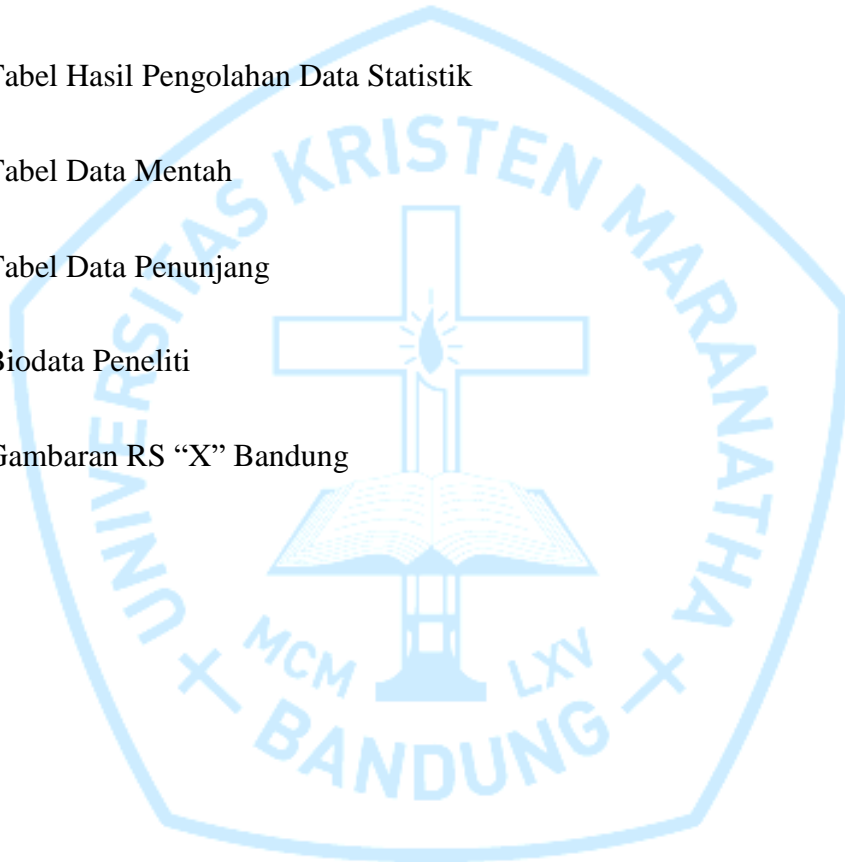 Tabel Hasil Pengolahan Data Statistik
Tabel Data Mentah
Tabel Data Penunjang
Biodata Peneliti
Gambaran RS “X” Bandung
UNIVERSITAS KRISTEN MARANATHA
MCM LXV
BANDUNG